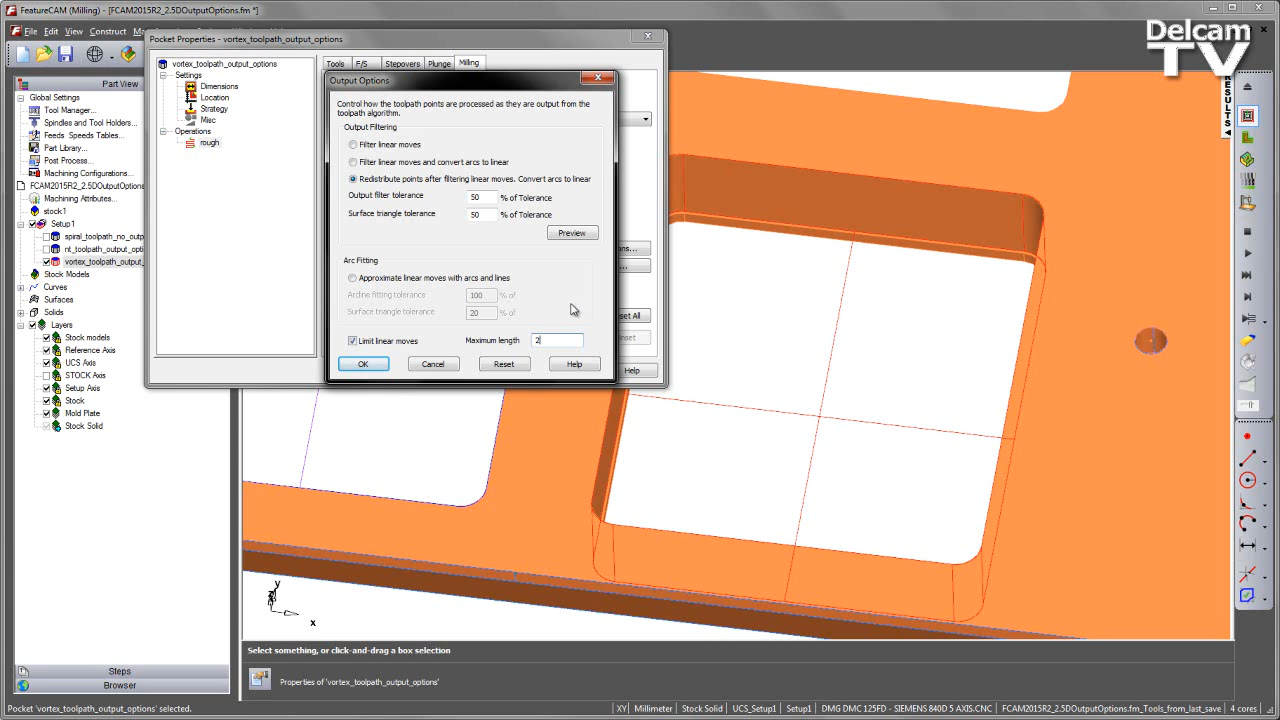 FeatureCAM (Milling) - [FCAM2015R2_2.5DOutputOptions.fm *]
File Edit View Construct
Delcam
TV
Part View
Global Settings
Tool Manager...
Spindles and Tool Holders...
Feeds Speeds Tables...
Part Library...
Post Process...
Machining Configurations...
FCAM2015R2_2.5DOutputOptions
Machining Attributes...
stock1
Setup1
spiral_toolpath_no_outp
nt_toolpath_output_opti
vortex_toolpath_output_
Stock Models
Curves
Surfaces
Solids
Layers
Stock models
Reference Axis
UCS Axis
STOCK Axis
Setup Axis
Stock
Mold Plate
Stock Solid
Steps
Browser
Pocket Properties - vortex_toolpath_output_options
vortex_toolpath_output_options
Settings
Dimensions
Location
Strategy
Misc
Operations
rough
Tools F/S Stepovers Plunge Milling
ons...
...
set All
nset
Help
Output Options
Control how the toolpath points are processed as they are output from the
toolpath algorithm.
Output Filtering
Filter linear moves
Filter linear moves and convert arcs to linear
Redistribute points after filtering linear moves. Convert arcs to linear
Output filter tolerance 50 % of Tolerance
Surface triangle tolerance 50 % of Tolerance
Preview
Arc Fitting
Approximate linear moves with arcs and lines
Arcline fitting tolerance 100 % of
Surface triangle tolerance 20 % of
Limit linear moves Maximum length 2
OK Cancel Reset Help
RESULTS
y
x
Select something, or click-and-drag a box selection
Properties of 'vortex_toolpath_output_options'
Pocket 'vortex_toolpath_output_options' selected.
XY Millimeter Stock Solid UCS_Setup1 Setup1 DMG DMC 125FD - SIEMENS 840D 5 AXIS.CNC FCAM2015R2_2.5DOutputOptions.fm_Tools_from_last_save 4 cores